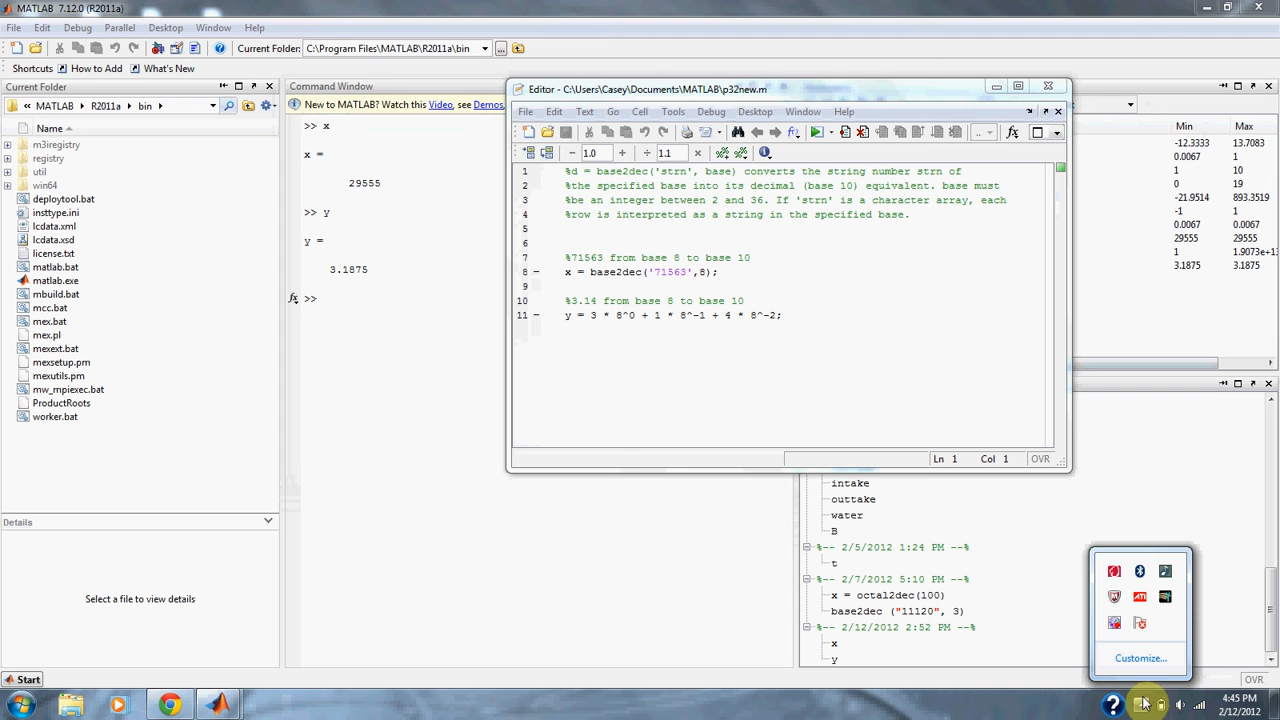 MATLAB 7.12.0 (R2011a)
File Edit Debug Parallel Desktop Window Help
Current Folder: C:\Program Files\MATLAB\R2011a\bin
Shortcuts How to Add What's New
Current Folder
« MATLAB ▸ R2011a ▸ bin ▸
Name
m3iregistry
registry
util
win64
deploytool.bat
insttype.ini
lcdata.xml
lcdata.xsd
license.txt
matlab.bat
matlab.exe
mbuild.bat
mcc.bat
mex.bat
mex.pl
mexext.bat
mexsetup.pm
mexutils.pm
mw_mpiexec.bat
ProductRoots
worker.bat
Details
Select a file to view details
Start
Command Window
New to MATLAB? Watch this Video, see Demos,
>> x
x =
29555
>> y
y =
3.1875
fx >>
Editor - C:\Users\Casey\Documents\MATLAB\p32new.m
File Edit Text Go Cell Tools Debug Desktop Window Help
1.0 1.1
1 %d = base2dec('strn', base) converts the string number strn of
2 %the specified base into its decimal (base 10) equivalent. base must
3 %be an integer between 2 and 36. If 'strn' is a character array, each
4 %row is interpreted as a string in the specified base.
5
6
7 %71563 from base 8 to base 10
8 x = base2dec('71563',8);
9
10 %3.14 from base 8 to base 10
11 y = 3 * 8^0 + 1 * 8^-1 + 4 * 8^-2;
Ln 1 Col 1 OVR
Min Max
-12.3333 13.7083
0.0067 1
1 10
0 19
-21.9514 893.3519
-1 1
0.0067 0.0067
29555 29555
1 1.9073e+13
3.1875 3.1875
intake
outtake
water
B
%-- 2/5/2012 1:24 PM --%
t
%-- 2/7/2012 5:10 PM --%
x = octal2dec(100)
base2dec ("11120", 3)
%-- 2/12/2012 2:52 PM --%
x
y
ATI
Customize...
OVR
4:45 PM
2/12/2012